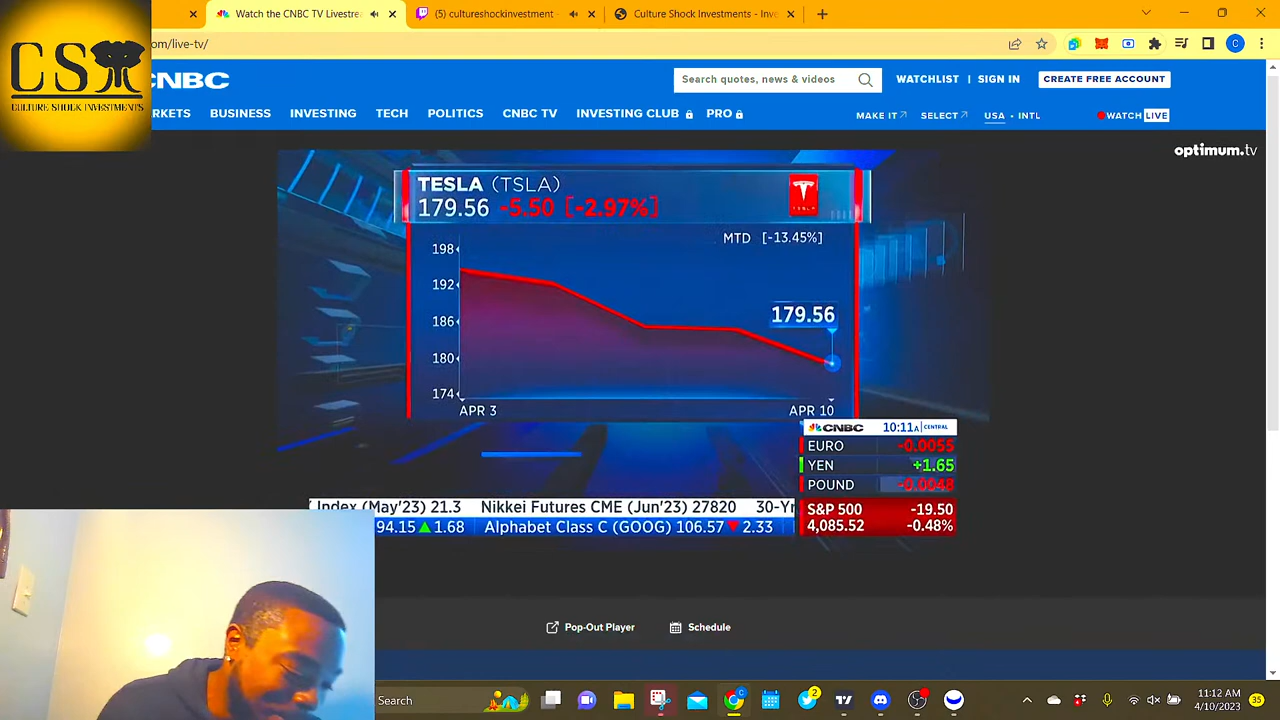 Watch the CNBC TV Livestre
(5) cultureshockinvestment
Culture Shock Investments - Inv
CS
CULTURE SHOCK INVESTMENTS
om/live-tv/
CNBC
Search quotes, news & videos
WATCHLIST | SIGN IN
CREATE FREE ACCOUNT
RKETS BUSINESS INVESTING TECH POLITICS CNBC TV INVESTING CLUB PRO
MAKE IT SELECT USA • INTL WATCH LIVE
optimum.tv
TESLA (TSLA)
179.56 -5.50 [-2.97%]
TESLA
MTD [-13.45%]
198
192
186
180
174
179.56
APR 3 APR 10
CNBC 10:11A CENTRAL
EURO -0.0055
YEN +1.65
POUND -0.0048
S&P 500 -19.50
4,085.52 -0.48%
Index (May'23) 21.3 Nikkei Futures CME (Jun'23) 27820 30-Yr
94.15 ▲ 1.68 Alphabet Class C (GOOG) 106.57 ▼ 2.33
Pop-Out Player Schedule
Search
2
11:12 AM
4/10/2023
35